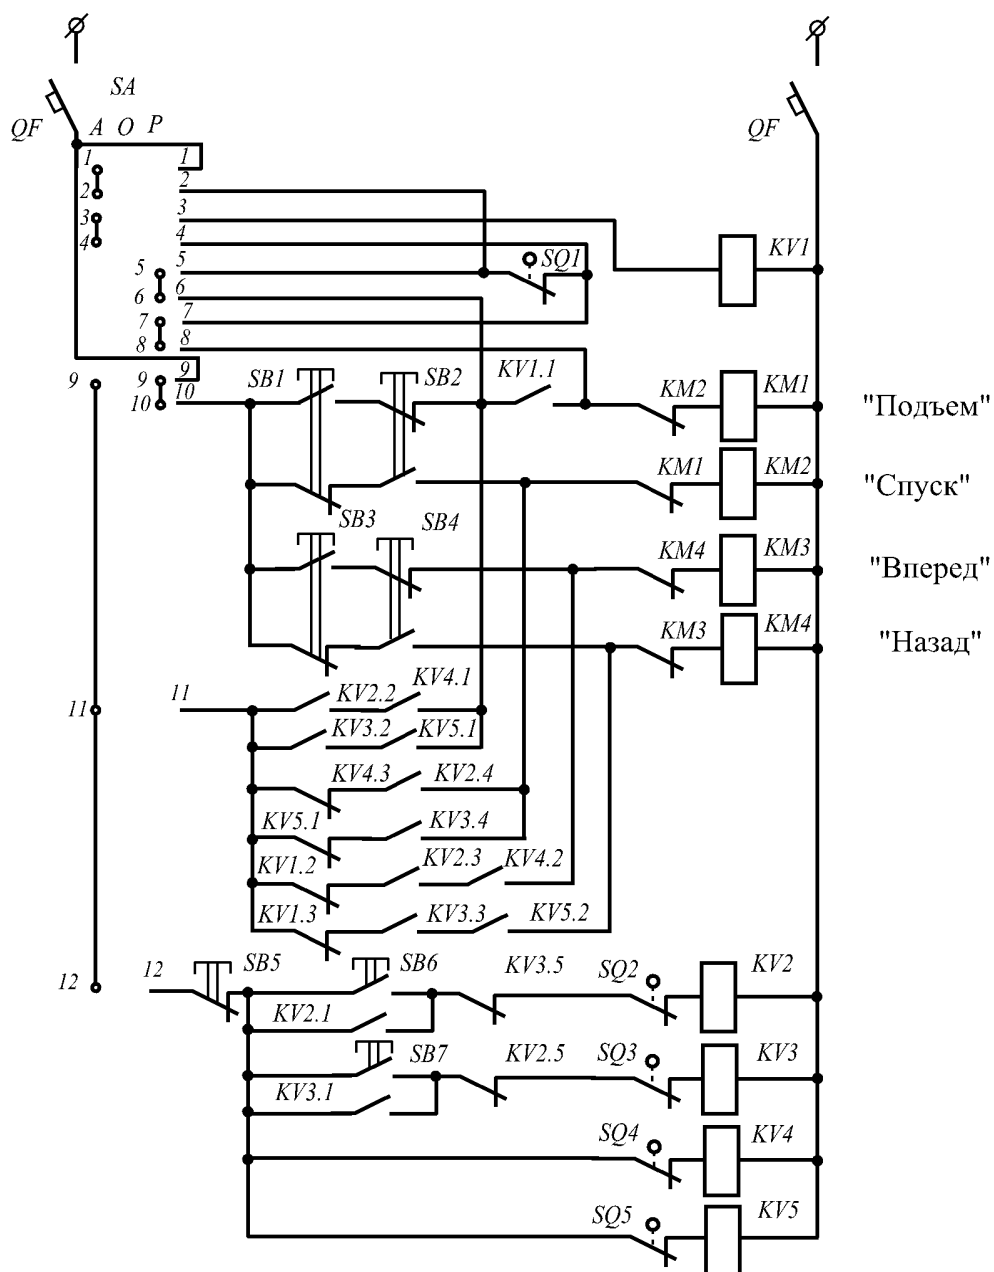 SA
QF
A O P
QF
1
1
2
2
3
3
4
4
KV1
SQ1
5
5
6
6
7
7
8
8
9
9
9
10
10
SB1
SB2
KV1.1
KM2
KM1
"Подъем"
KM1
KM2
"Спуск"
SB3
SB4
KM4
KM3
"Вперед"
KM3
KM4
"Назад"
11
11
KV2.2
KV4.1
KV3.2
KV5.1
KV4.3
KV2.4
KV5.1
KV3.4
KV1.2
KV2.3
KV4.2
KV1.3
KV3.3
KV5.2
12
12
SB5
SB6
KV3.5
SQ2
KV2
KV2.1
SB7
KV2.5
SQ3
KV3
KV3.1
SQ4
KV4
SQ5
KV5